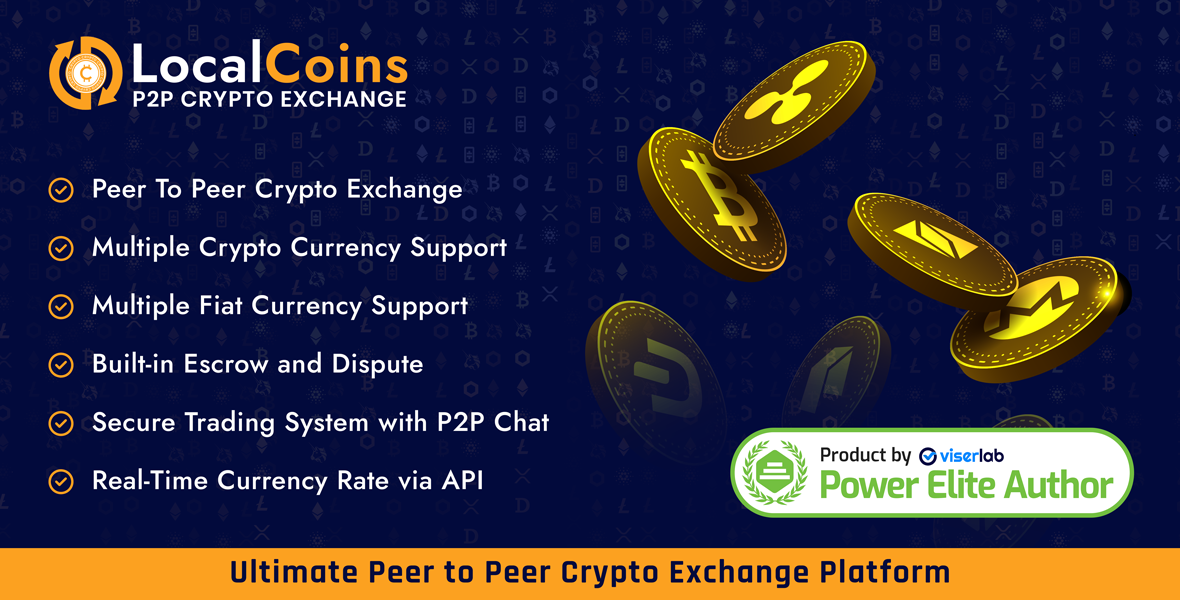 LocalCoins
P2P CRYPTO EXCHANGE
Peer To Peer Crypto Exchange
Multiple Crypto Currency Support
Multiple Fiat Currency Support
Built-in Escrow and Dispute
Secure Trading System with P2P Chat
Real-Time Currency Rate via API
Product by viserlab
Power Elite Author
Ultimate Peer to Peer Crypto Exchange Platform